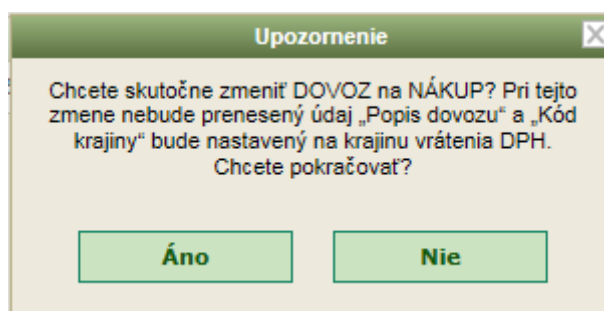 Upozornenie
Chcete skutočne zmeniť DOVOZ na NÁKUP? Pri tejto
zmene nebude prenesený údaj „Popis dovozu“ a „Kód
krajiny“ bude nastavený na krajinu vrátenia DPH.
Chcete pokračovať?
Áno
Nie